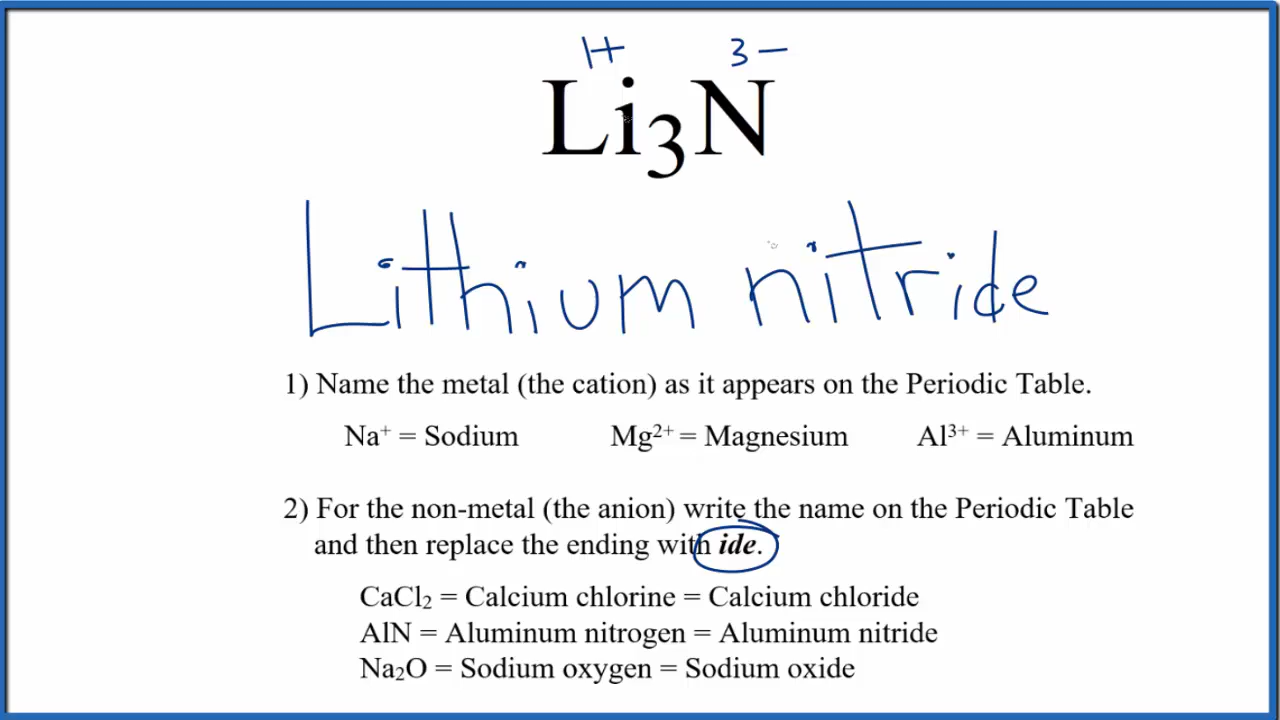 1+ 3−
Li₃N
Lithium nitride
1) Name the metal (the cation) as it appears on the Periodic Table.
Na⁺ = Sodium Mg²⁺ = Magnesium Al³⁺ = Aluminum
2) For the non-metal (the anion) write the name on the Periodic Table
and then replace the ending with ide.
CaCl₂ = Calcium chlorine = Calcium chloride
AlN = Aluminum nitrogen = Aluminum nitride
Na₂O = Sodium oxygen = Sodium oxide